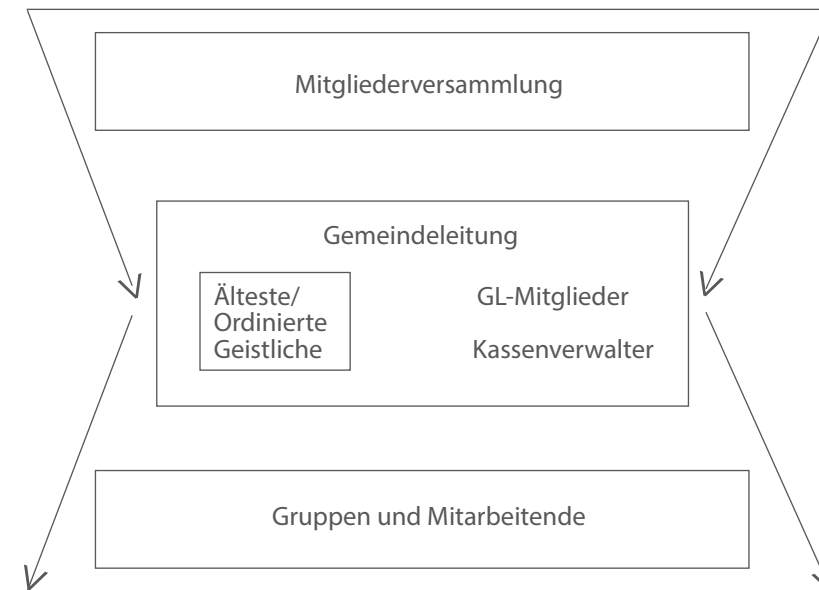 Mitgliederversammlung
Gemeindeleitung
Älteste/
Ordinierte
Geistliche
GL-Mitglieder
Kassenverwalter
Gruppen und Mitarbeitende